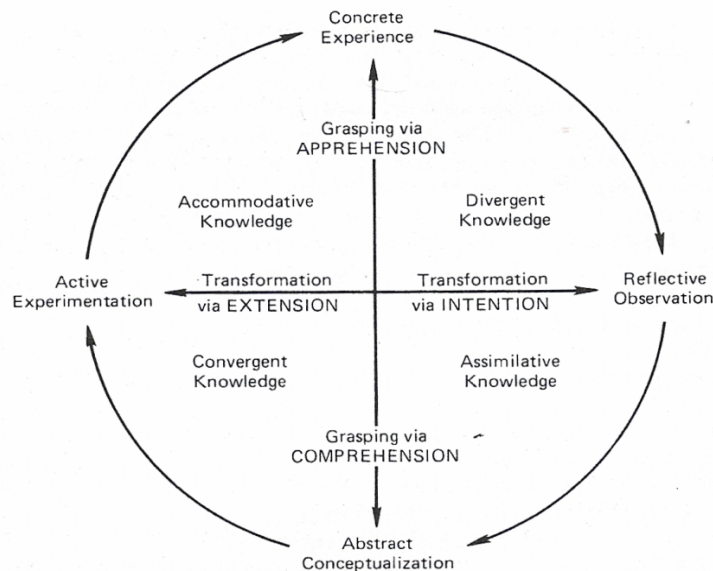 Concrete
Experience
Grasping via
APPREHENSION
Accommodative
Knowledge
Divergent
Knowledge
Active
Experimentation
Transformation
via EXTENSION
Transformation
via INTENTION
Reflective
Observation
Convergent
Knowledge
Assimilative
Knowledge
Grasping via
COMPREHENSION
Abstract
Conceptualization